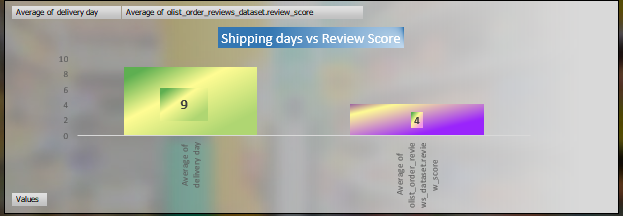 Average of delivery day
Average of olist_order_reviews_dataset.review_score
Shipping days vs Review Score
10
8
6
4
2
0
9
4
Average of
delivery day
Average of
olist_order_revie
ws_dataset.revie
w_score
Values